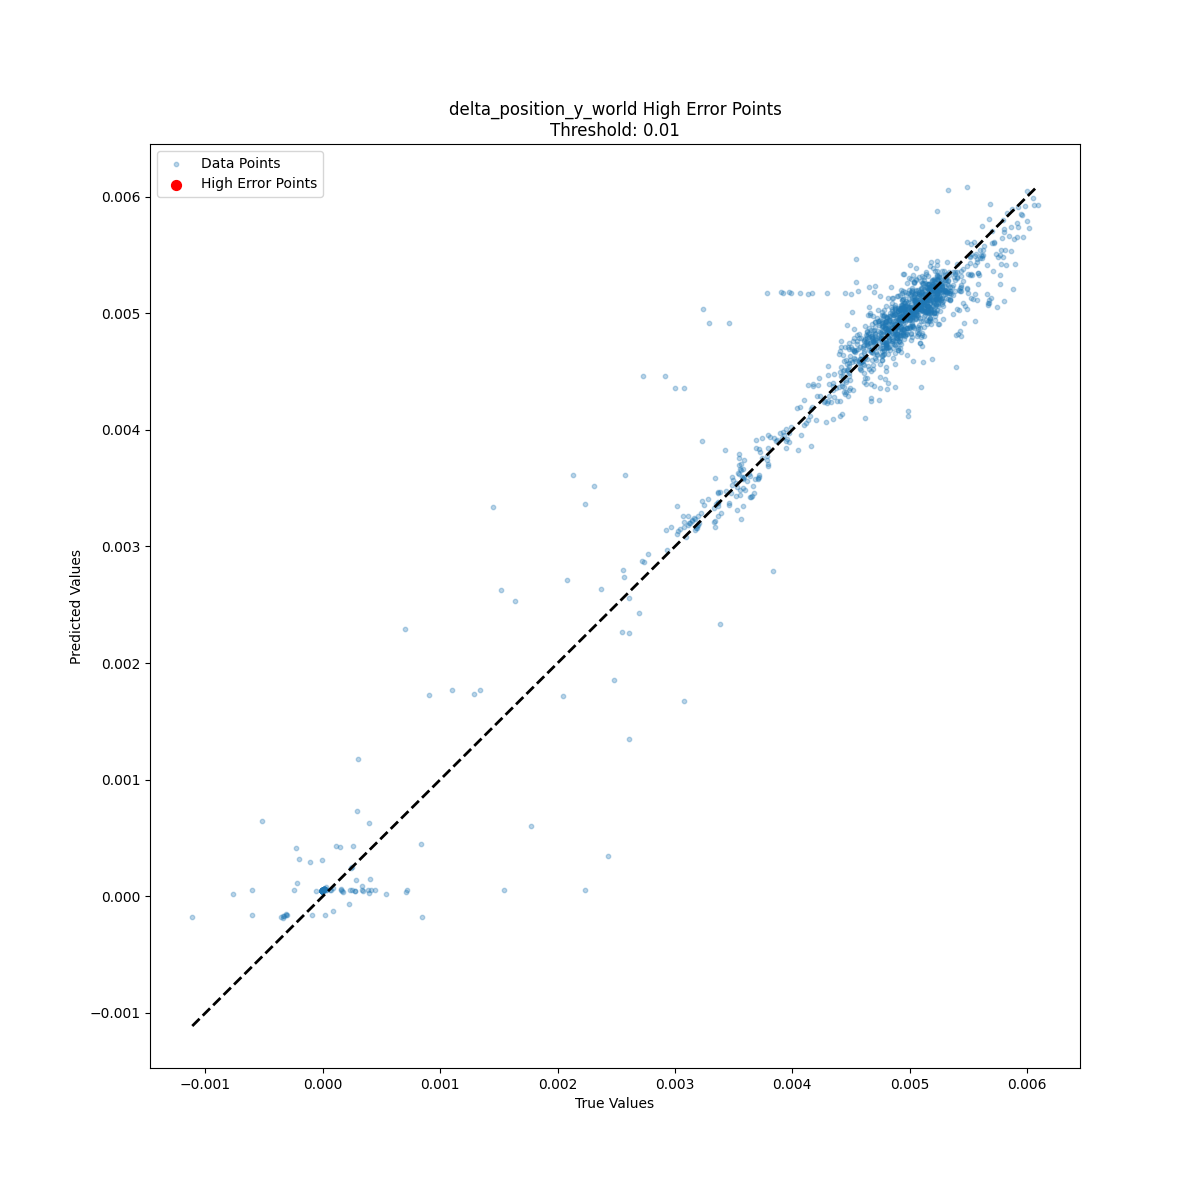 delta_position_y_world High Error Points
Threshold: 0.01
Data Points
High Error Points
0.006
0.005
0.004
0.003
0.002
0.001
0.000
−0.001
Predicted Values
−0.001 0.000 0.001 0.002 0.003 0.004 0.005 0.006
True Values